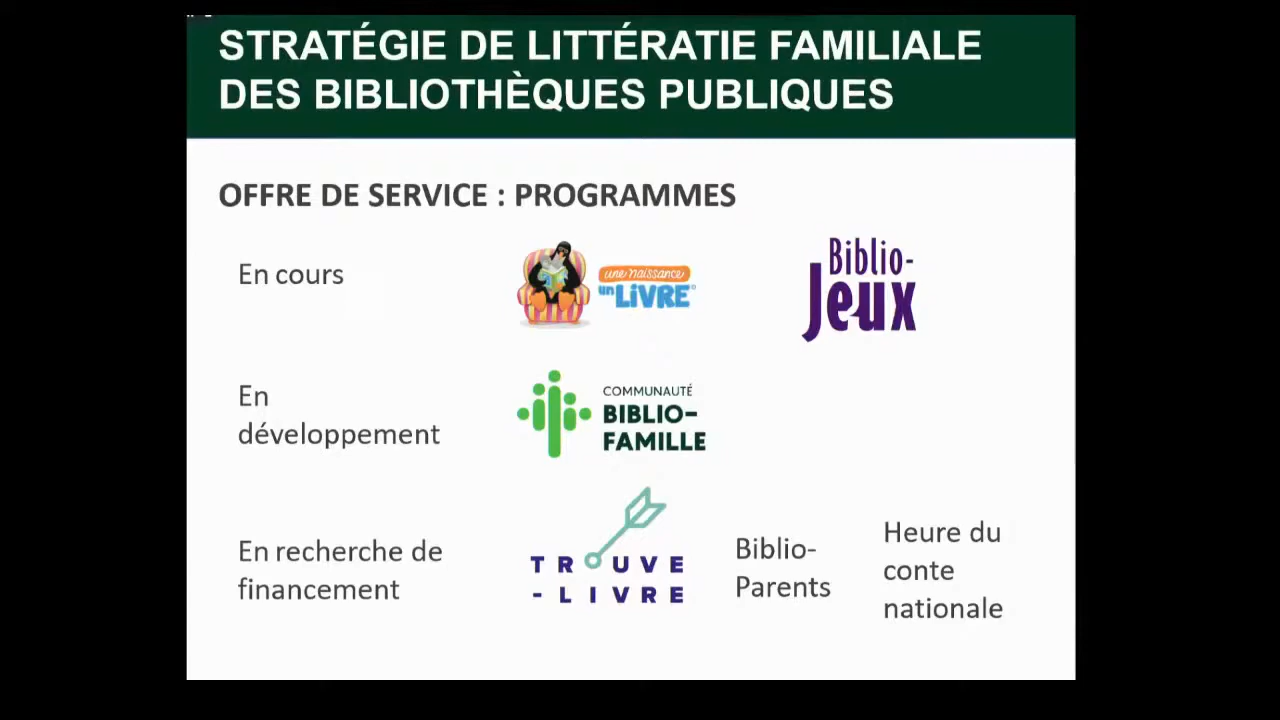 STRATÉGIE DE LITTÉRATIE FAMILIALE
DES BIBLIOTHÈQUES PUBLIQUES
OFFRE DE SERVICE : PROGRAMMES
En cours
une naissance
un LiVRE
Biblio-
Jeux
En
développement
COMMUNAUTÉ
BIBLIO-
FAMILLE
En recherche de
financement
TROUVE
-LIVRE
Biblio-
Parents
Heure du
conte
nationale